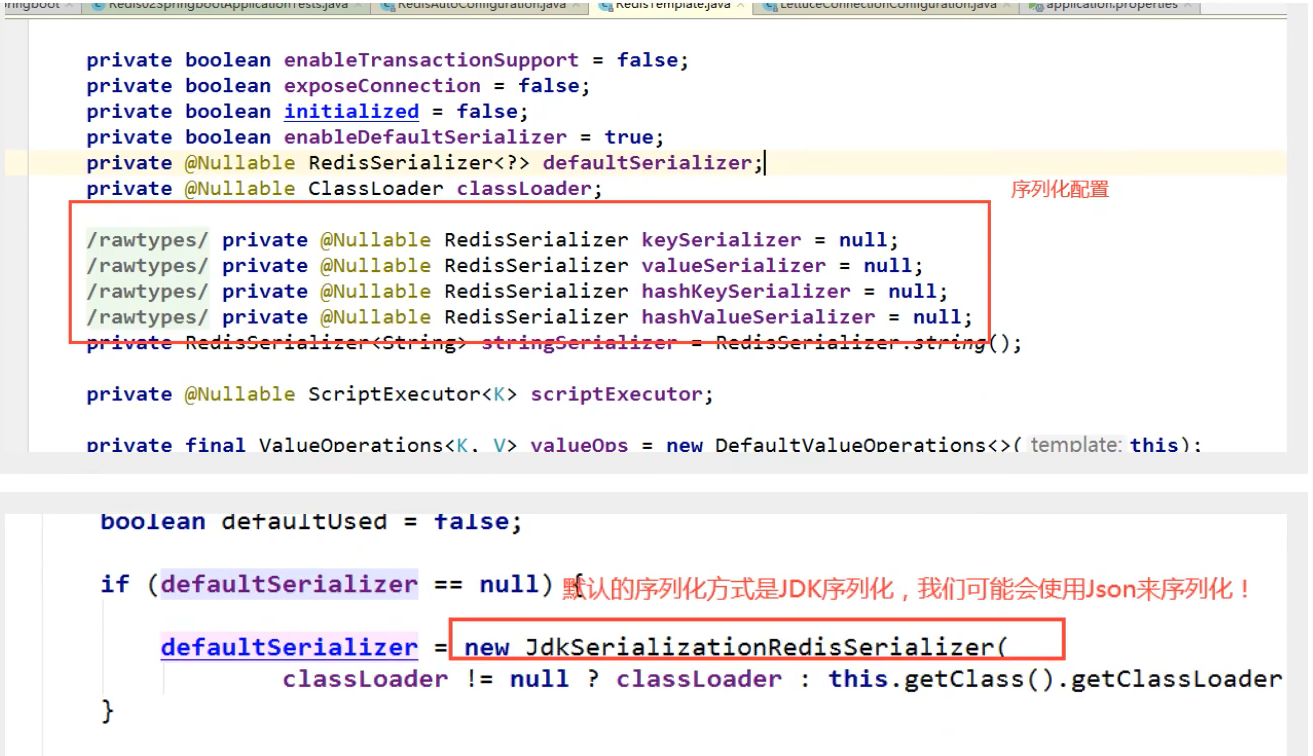 Redis02SpringbootApplicationTests.java RedisAutoConfiguration.java RedisTemplate.java LettuceConnectionConfiguration.java application.properties
private boolean enableTransactionSupport = false;
private boolean exposeConnection = false;
private boolean initialized = false;
private boolean enableDefaultSerializer = true;
private @Nullable RedisSerializer<?> defaultSerializer;
private @Nullable ClassLoader classLoader;
序列化配置
/rawtypes/ private @Nullable RedisSerializer keySerializer = null;
/rawtypes/ private @Nullable RedisSerializer valueSerializer = null;
/rawtypes/ private @Nullable RedisSerializer hashKeySerializer = null;
/rawtypes/ private @Nullable RedisSerializer hashValueSerializer = null;
private RedisSerializer<String> stringSerializer = RedisSerializer.string();
private @Nullable ScriptExecutor<K> scriptExecutor;
private final ValueOperations<K, V> valueOps = new DefaultValueOperations<>( template: this);
boolean defaultUsed = false;
if (defaultSerializer == null) {
默认的序列化方式是JDK序列化，我们可能会使用Json来序列化！
defaultSerializer = new JdkSerializationRedisSerializer(
classLoader != null ? classLoader : this.getClass().getClassLoader
}